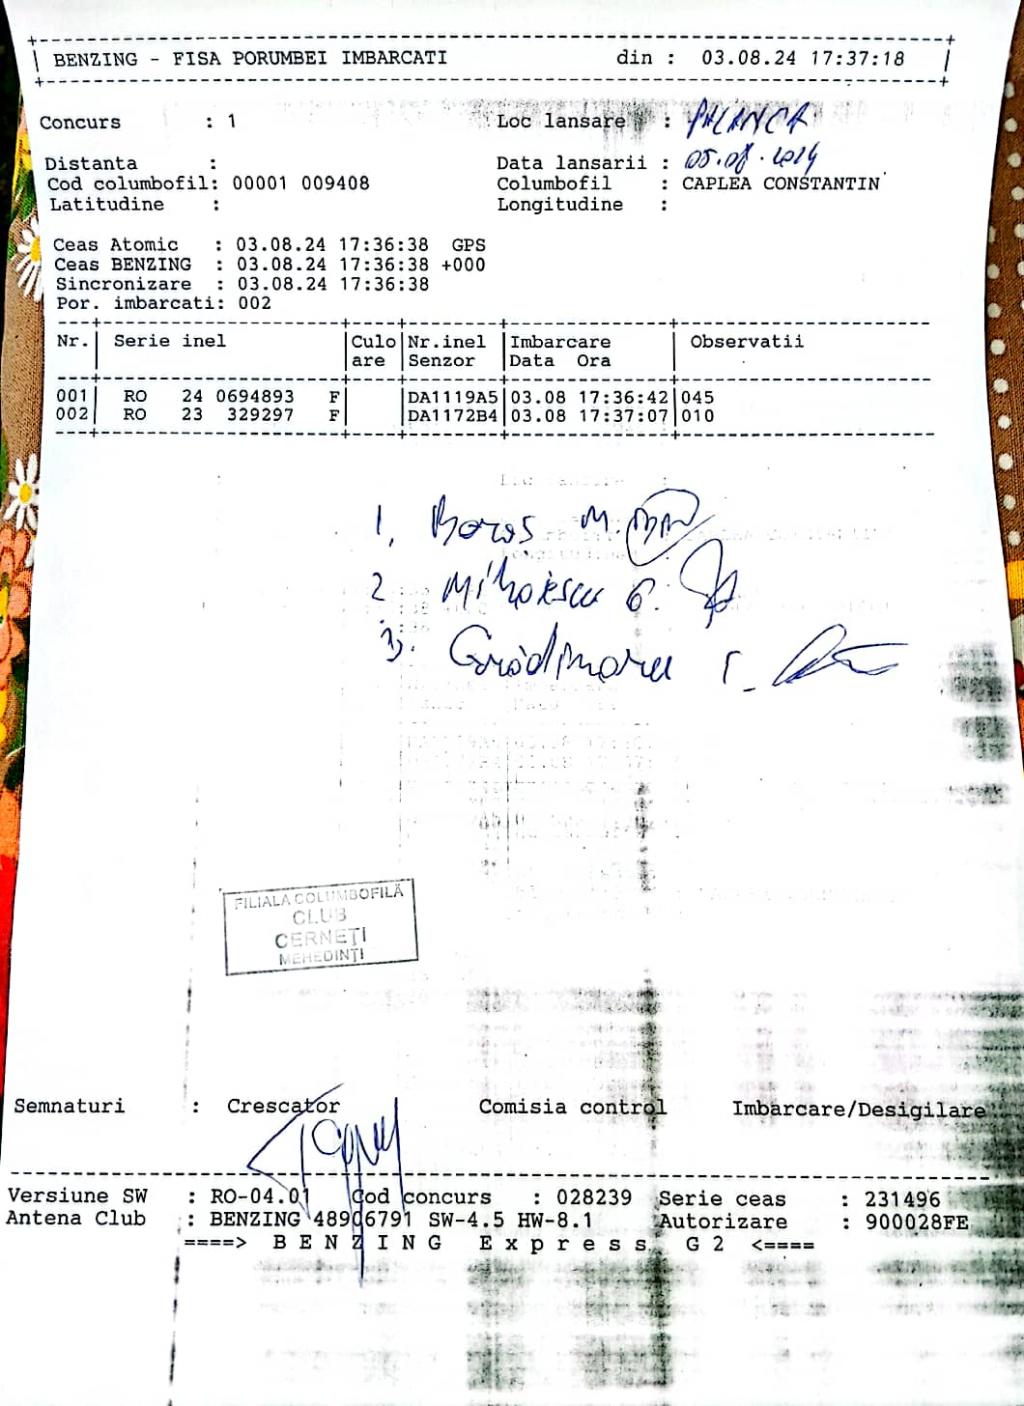 BENZING - FISA PORUMBEI IMBARCATI din : 03.08.24 17:37:18
Concurs : 1 Loc lansare : PALANCA
Distanta : Data lansarii : 05.08.2024
Cod columbofil: 00001 009408 Columbofil : CAPLEA CONSTANTIN
Latitudine : Longitudine :
Ceas Atomic : 03.08.24 17:36:38 GPS
Ceas BENZING : 03.08.24 17:36:38 +000
Sincronizare : 03.08.24 17:36:38
Por. imbarcati: 002
Nr.| Serie inel |Culo|Nr.inel |Imbarcare | Observatii
| |are |Senzor |Data Ora |
001| RO 24 0694893 F| |DA1119A5|03.08 17:36:42|045
002| RO 23 329297 F| |DA1172B4|03.08 17:37:07|010
1. Boros M.
2 Mihoiescu G.
3. Grădinaru I.
FILIALA COLUMBOFILĂ
CLUB
CERNEŢI
MEHEDINŢI
Semnaturi : Crescator Comisia control Imbarcare/Desigilare
Versiune SW : RO-04.01 Cod concurs : 028239 Serie ceas : 231496
Antena Club : BENZING 48906791 SW-4.5 HW-8.1 Autorizare : 900028FE
====> B E N Z I N G E x p r e s s G 2 <====